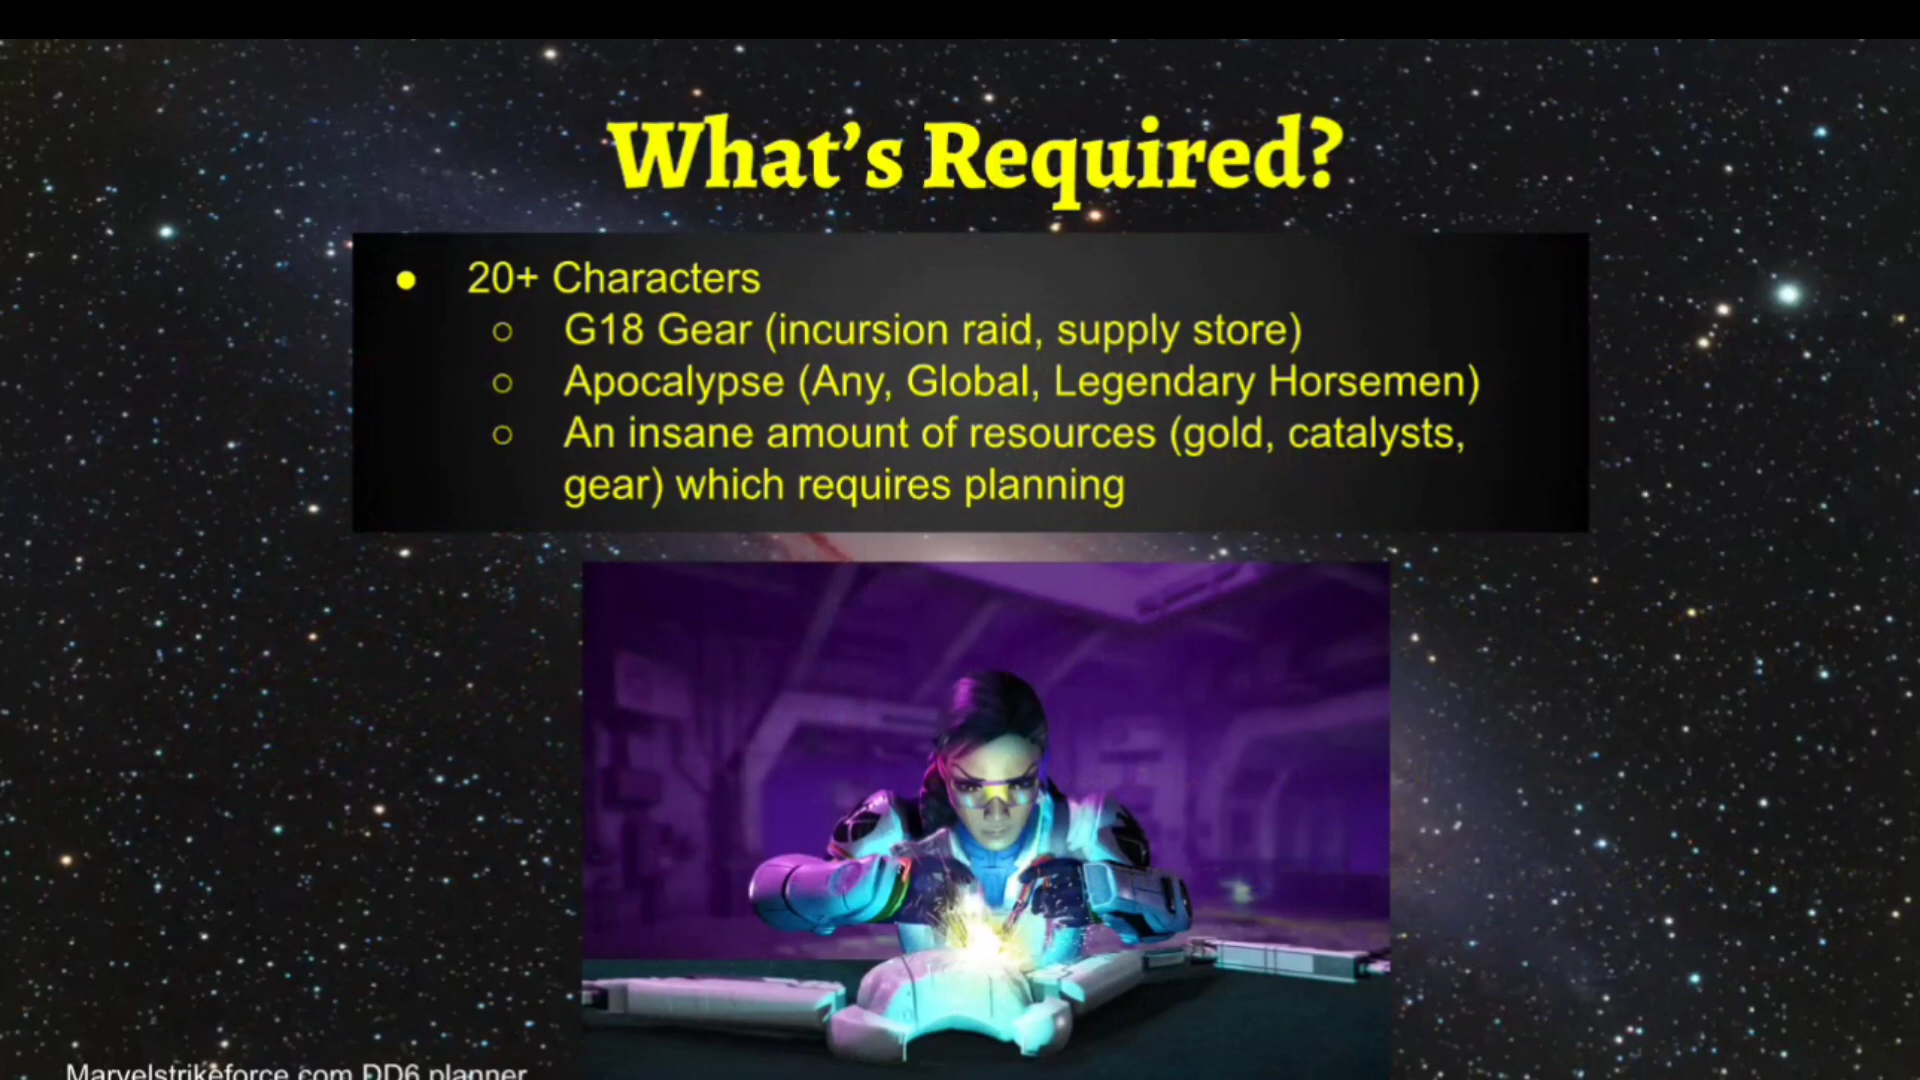 What's Required?
● 20+ Characters
○ G18 Gear (incursion raid, supply store)
○ Apocalypse (Any, Global, Legendary Horsemen)
○ An insane amount of resources (gold, catalysts,
gear) which requires planning
Marvelstrikeforce.com DD6 planner